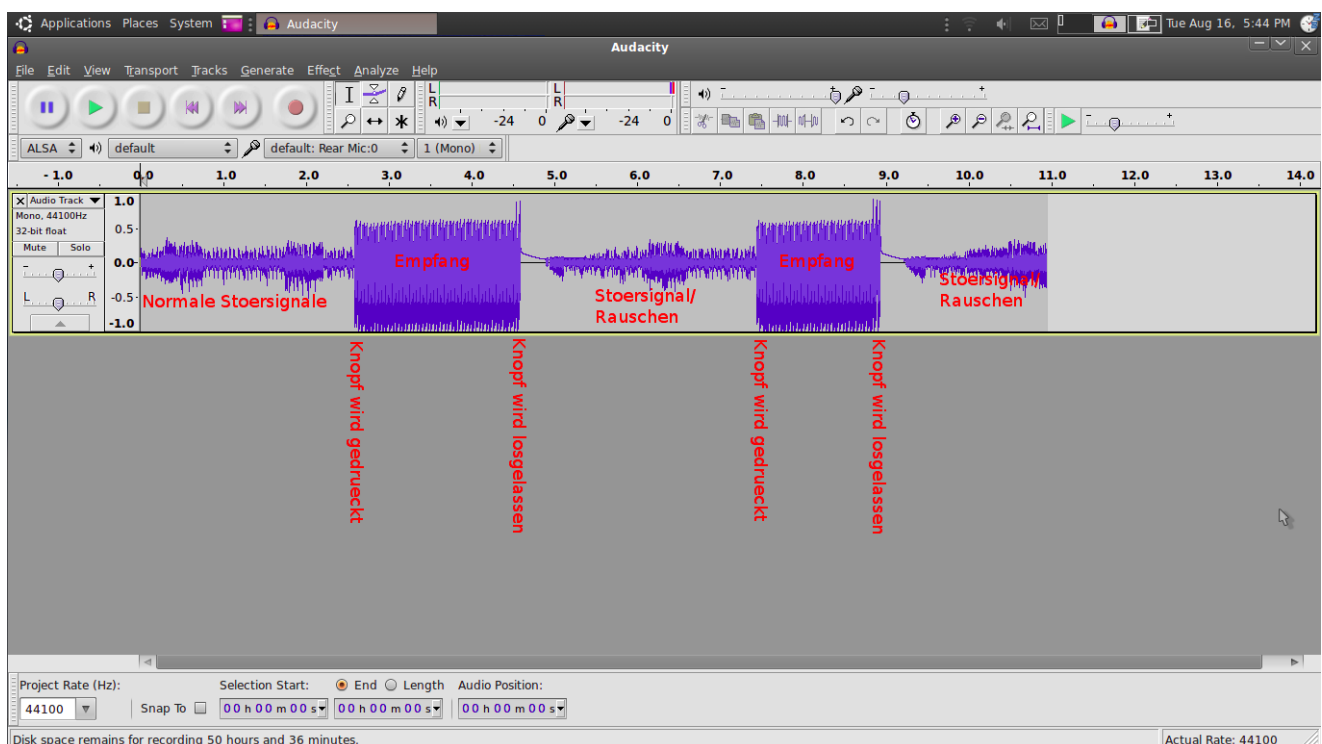 Applications Places System Audacity Tue Aug 16, 5:44 PM
Audacity
File Edit View Transport Tracks Generate Effect Analyze Help
L L
R R
-24 0 -24 0
ALSA default default: Rear Mic:0 1 (Mono)
- 1.0 0.0 1.0 2.0 3.0 4.0 5.0 6.0 7.0 8.0 9.0 10.0 11.0 12.0 13.0 14.0
Audio Track 1.0
Mono, 44100Hz
32-bit float 0.5
Mute Solo
- + 0.0
L R -0.5
-1.0
Empfang
Empfang
Normale Stoersignale
Stoersignal/
Rauschen
Stoersignal/
Rauschen
Knopf wird gedrueckt
Knopf wird losgelassen
Knopf wird gedrueckt
Knopf wird losgelassen
Project Rate (Hz): Selection Start: End Length Audio Position:
44100 Snap To 00 h 00 m 00 s 00 h 00 m 00 s 00 h 00 m 00 s
Disk space remains for recording 50 hours and 36 minutes. Actual Rate: 44100